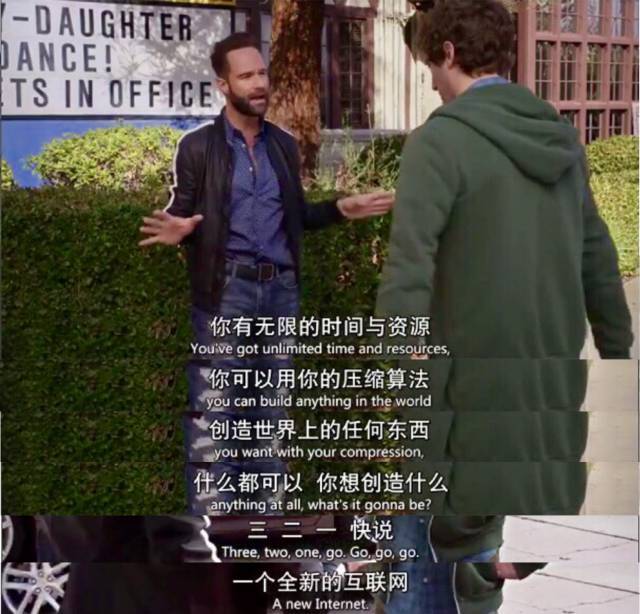 Y-DAUGHTER
DANCE!
ETS IN OFFICE
你有无限的时间与资源
You've got unlimited time and resources,
你可以用你的压缩算法
you can build anything in the world
创造世界上的任何东西
you want with your compression,
什么都可以 你想创造什么
anything at all, what's it gonna be?
三 二 一 快说
Three, two, one, go. Go, go, go.
一个全新的互联网
A new Internet.